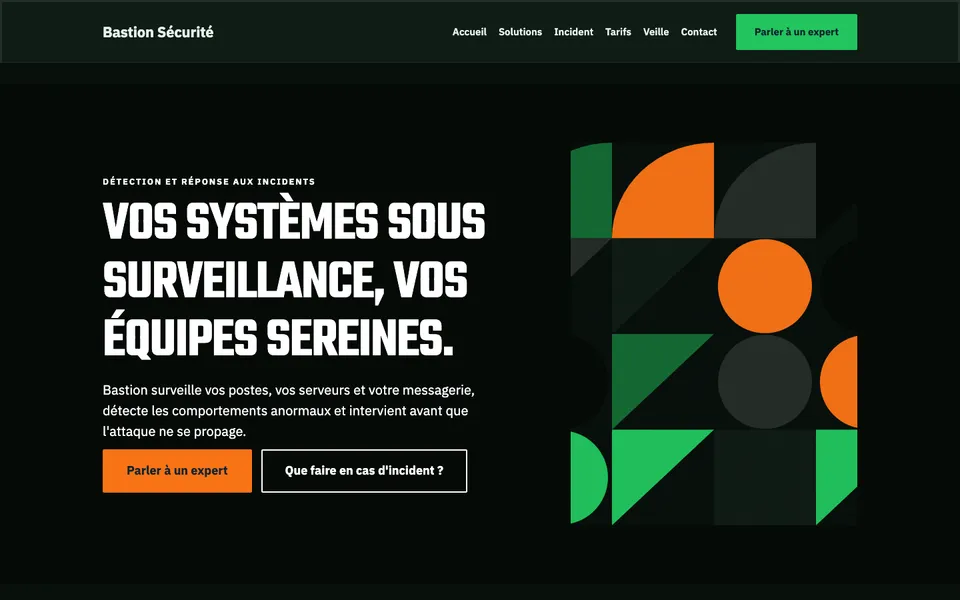 Bastion Sécurité
Accueil Solutions Incident Tarifs Veille Contact Parler à un expert
DÉTECTION ET RÉPONSE AUX INCIDENTS
VOS SYSTÈMES SOUS
SURVEILLANCE, VOS
ÉQUIPES SEREINES.
Bastion surveille vos postes, vos serveurs et votre messagerie,
détecte les comportements anormaux et intervient avant que
l'attaque ne se propage.
Parler à un expert Que faire en cas d'incident ?